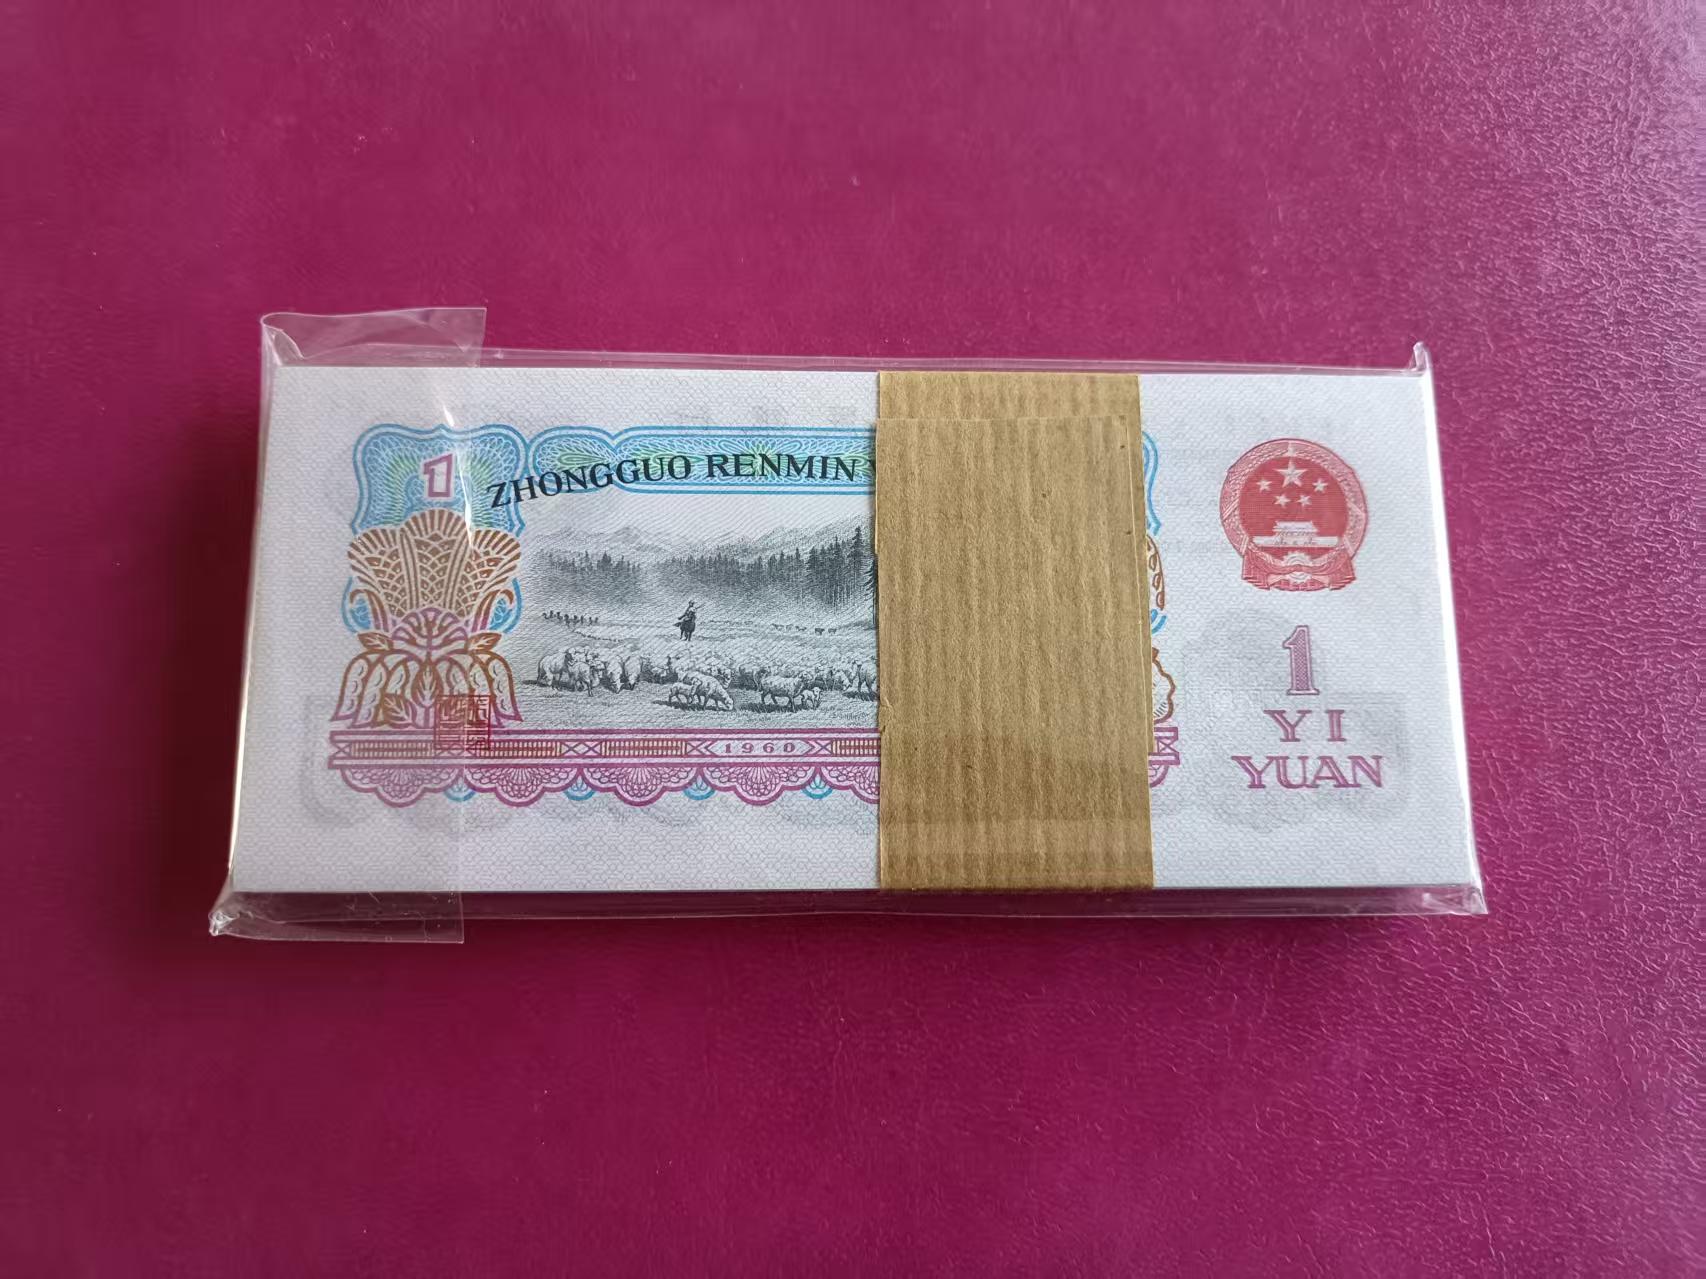 1
ZHONGGUO RENMIN
1960
1
YI
YUAN